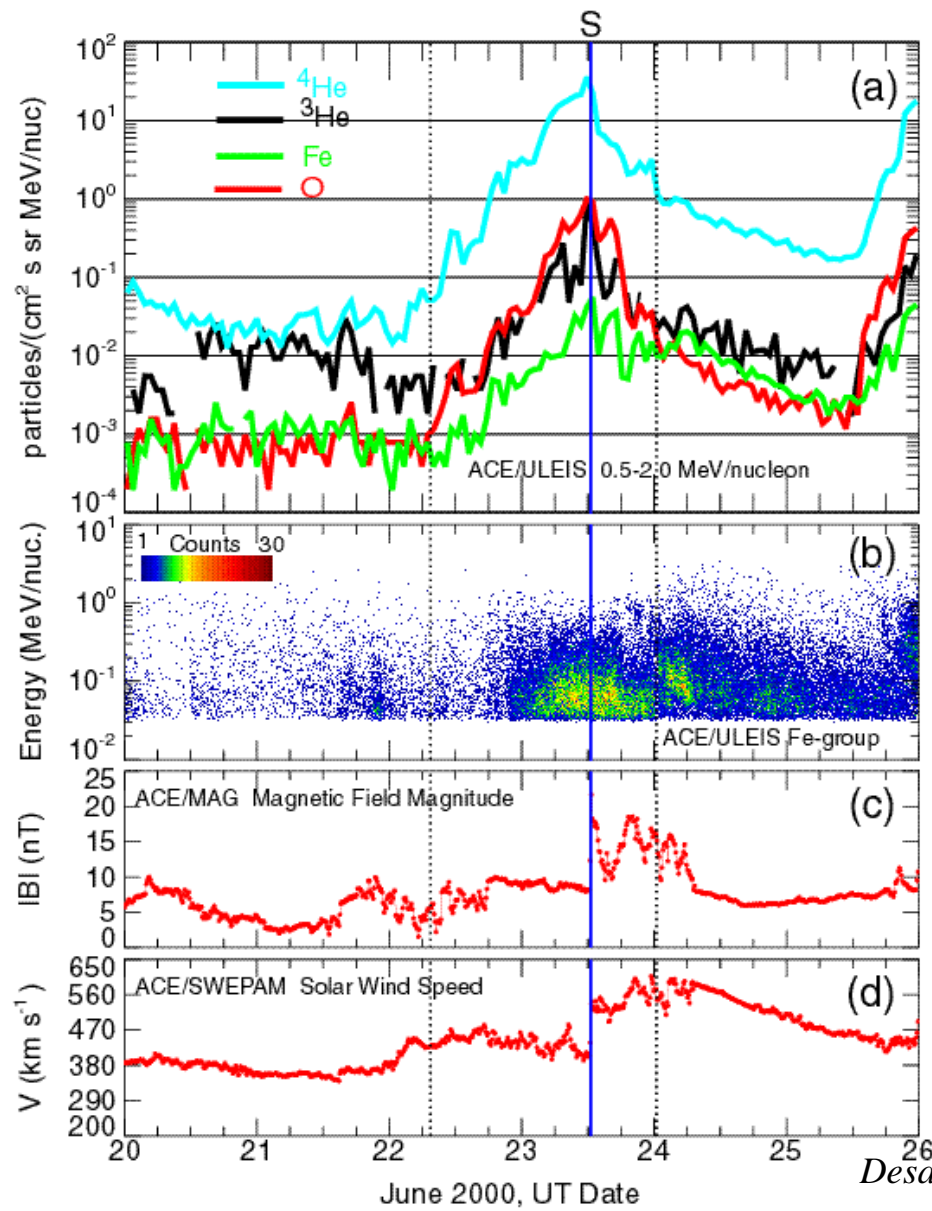 S
(a)
⁴He
³He
Fe
O
10²
10¹
10⁰
10⁻¹
10⁻²
10⁻³
10⁻⁴
particles/(cm² s sr MeV/nuc)
ACE/ULEIS 0.5-2.0 MeV/nucleon
(b)
1 Counts 30
10¹
10⁰
10⁻¹
10⁻²
Energy (MeV/nuc.)
ACE/ULEIS Fe-group
(c)
ACE/MAG Magnetic Field Magnitude
25
20
15
10
5
0
|B| (nT)
(d)
ACE/SWEPAM Solar Wind Speed
650
560
470
380
290
200
V (km s⁻¹)
20 21 22 23 24 25 26
June 2000, UT Date